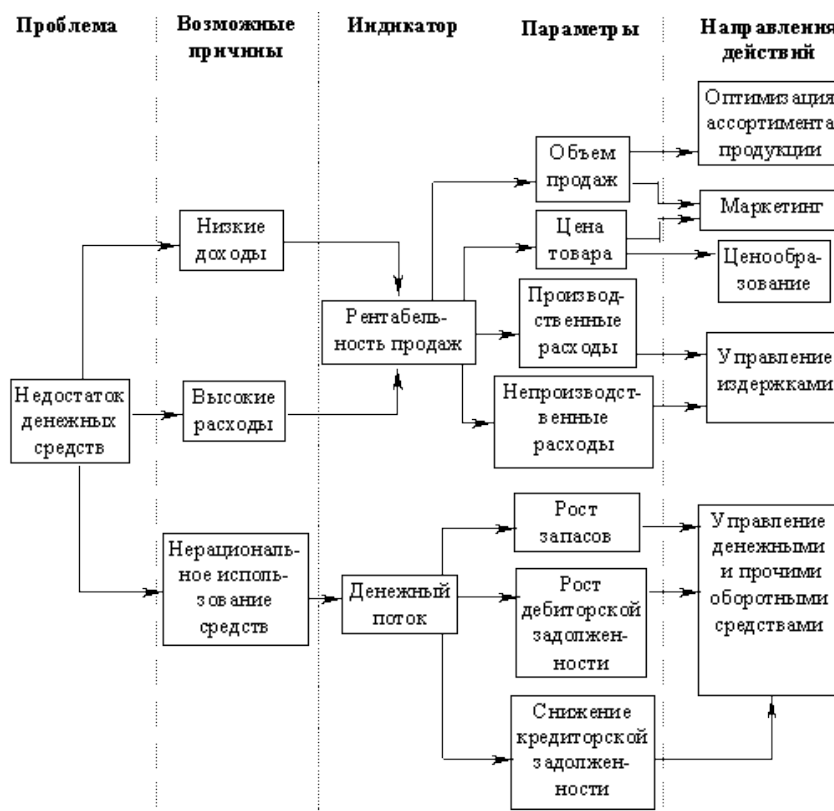 Проблема
Возможные
причины
Индикатор
Параметры
Направления
действий
Оптимизация
ассортимента
продукции
Объем
продаж
Маркетинг
Низкие
доходы
Цена
товара
Ценообра-
зование
Рентабель-
ность продаж
Производ-
ственные
расходы
Управление
издержками
Недостаток
денежных
средств
Высокие
расходы
Непроизводст-
венные
расходы
Нерациональ-
ное исполь-
зование
средств
Денежный
поток
Рост
запасов
Рост
дебиторской
задолжен-
ности
Управление
денежными
и прочими
оборотными
средствами
Снижение
кредиторской
задолжен-
ности